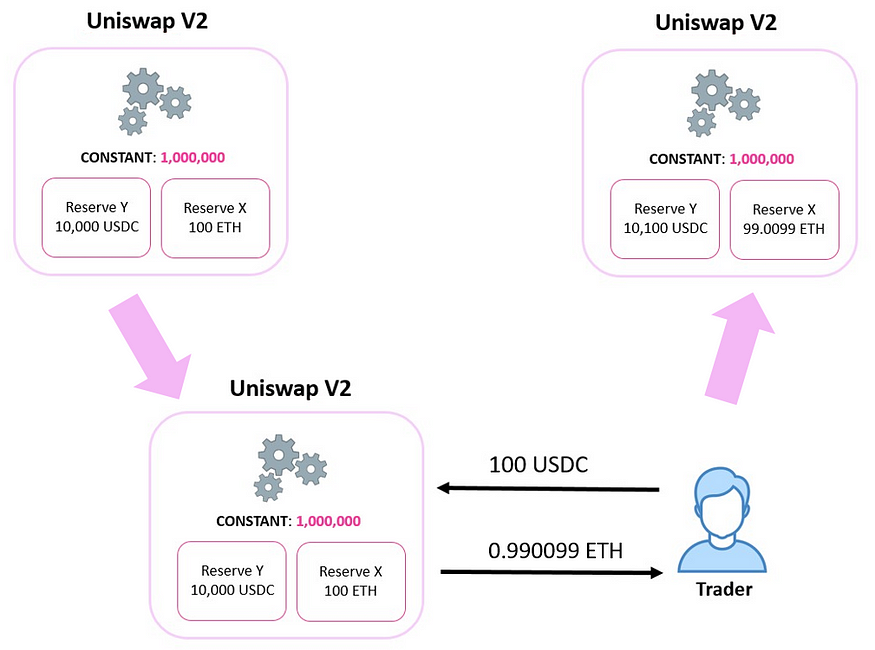 Uniswap V2
CONSTANT: 1,000,000
Reserve Y
10,000 USDC
Reserve X
100 ETH
Uniswap V2
CONSTANT: 1,000,000
Reserve Y
10,100 USDC
Reserve X
99.0099 ETH
Uniswap V2
CONSTANT: 1,000,000
Reserve Y
10,000 USDC
Reserve X
100 ETH
100 USDC
0.990099 ETH
Trader